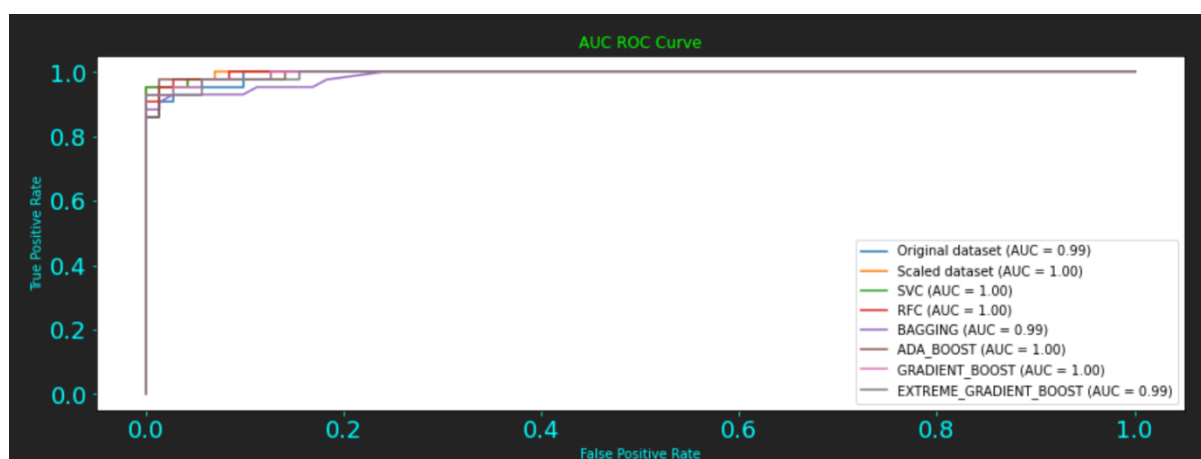 AUC ROC Curve
True Positive Rate
1.0
0.8
0.6
0.4
0.2
0.0
Original dataset (AUC = 0.99)
Scaled dataset (AUC = 1.00)
SVC (AUC = 1.00)
RFC (AUC = 1.00)
BAGGING (AUC = 0.99)
ADA_BOOST (AUC = 1.00)
GRADIENT_BOOST (AUC = 1.00)
EXTREME_GRADIENT_BOOST (AUC = 0.99)
0.0 0.2 0.4 0.6 0.8 1.0
False Positive Rate